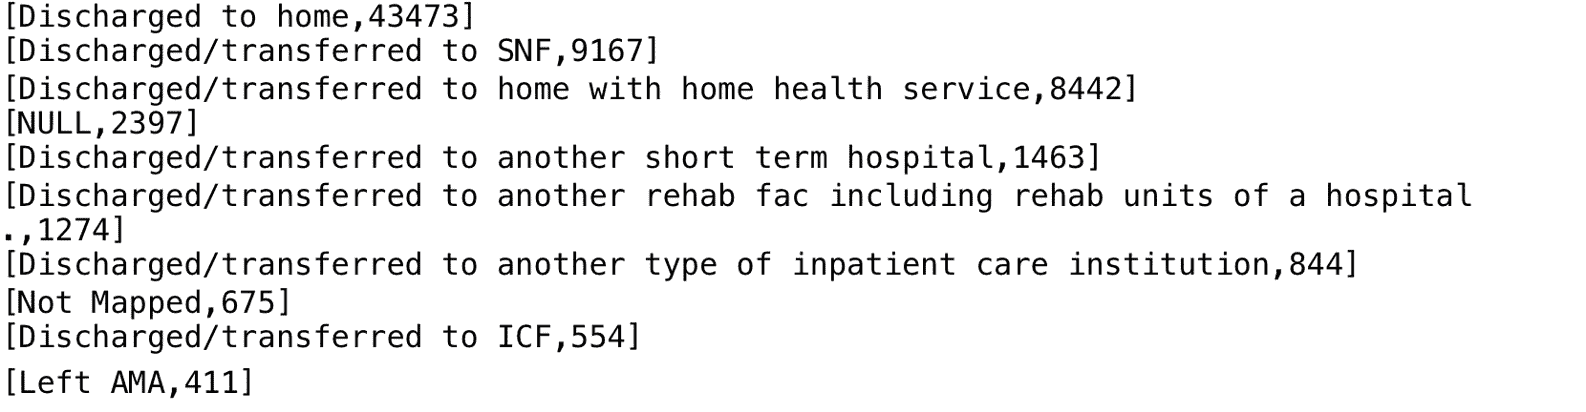 [Discharged to home,43473]
[Discharged/transferred to SNF,9167]
[Discharged/transferred to home with home health service,8442]
[NULL,2397]
[Discharged/transferred to another short term hospital,1463]
[Discharged/transferred to another rehab fac including rehab units of a hospital
.,1274]
[Discharged/transferred to another type of inpatient care institution,844]
[Not Mapped,675]
[Discharged/transferred to ICF,554]
[Left AMA,411]